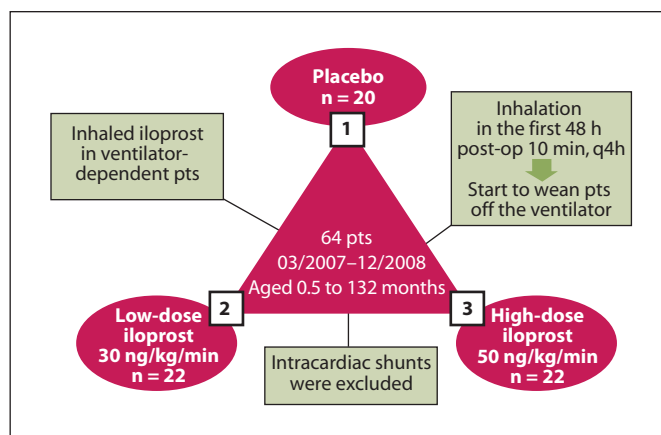 Placebo
n = 20
1
Inhaled iloprost
in ventilator-
dependent pts
Inhalation
in the first 48 h
post-op 10 min, q4h
Start to wean pts
off the ventilator
64 pts
03/2007–12/2008
Aged 0.5 to 132 months
2
Low-dose
iloprost
30 ng/kg/min
n = 22
3
High-dose
iloprost
50 ng/kg/min
n = 22
Intracardiac shunts
were excluded